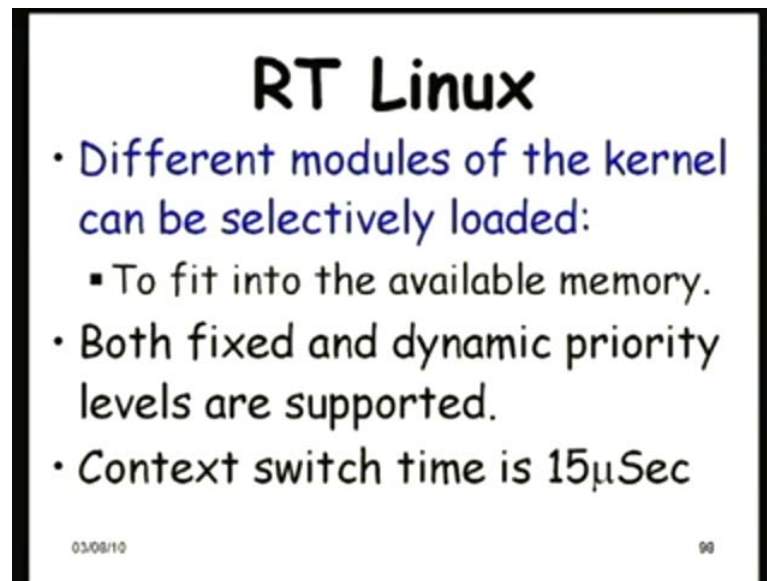 RT Linux
• Different modules of the kernel
can be selectively loaded:
▪ To fit into the available memory.
• Both fixed and dynamic priority
levels are supported.
• Context switch time is 15μSec
03/08/10
98